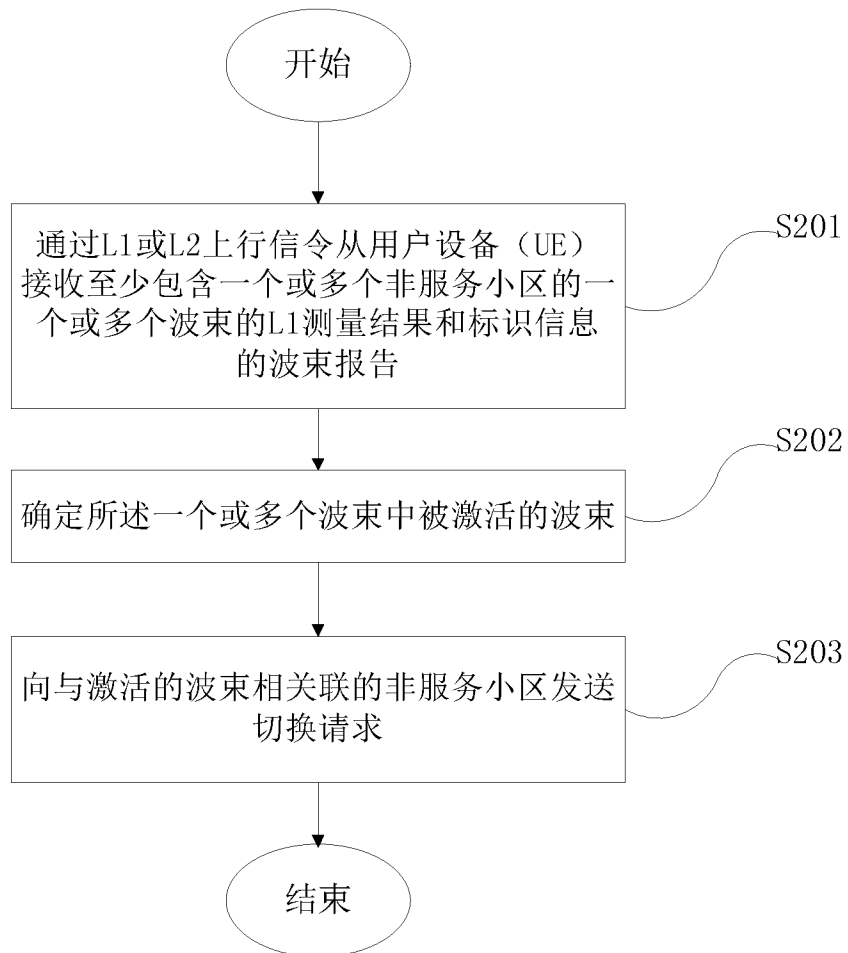 开始
通过L1或L2上行信令从用户设备（UE）
接收至少包含一个或多个非服务小区的一
个或多个波束的L1测量结果和标识信息
的波束报告
S201
确定所述一个或多个波束中被激活的波束
S202
向与激活的波束相关联的非服务小区发送
切换请求
S203
结束